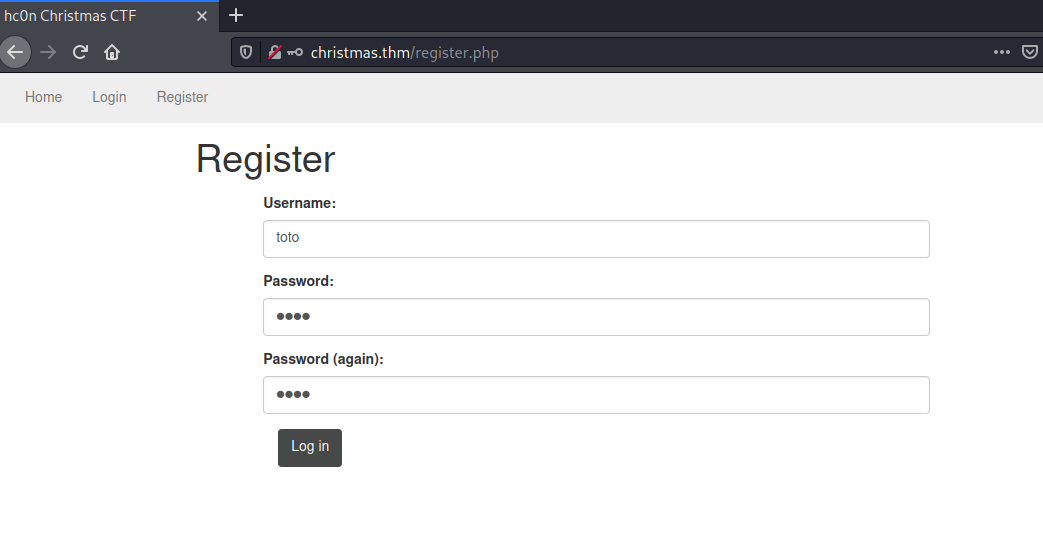 hc0n Christmas CTF
christmas.thm/register.php
Home Login Register
Register
Username:
toto
Password:
Password (again):
Log in